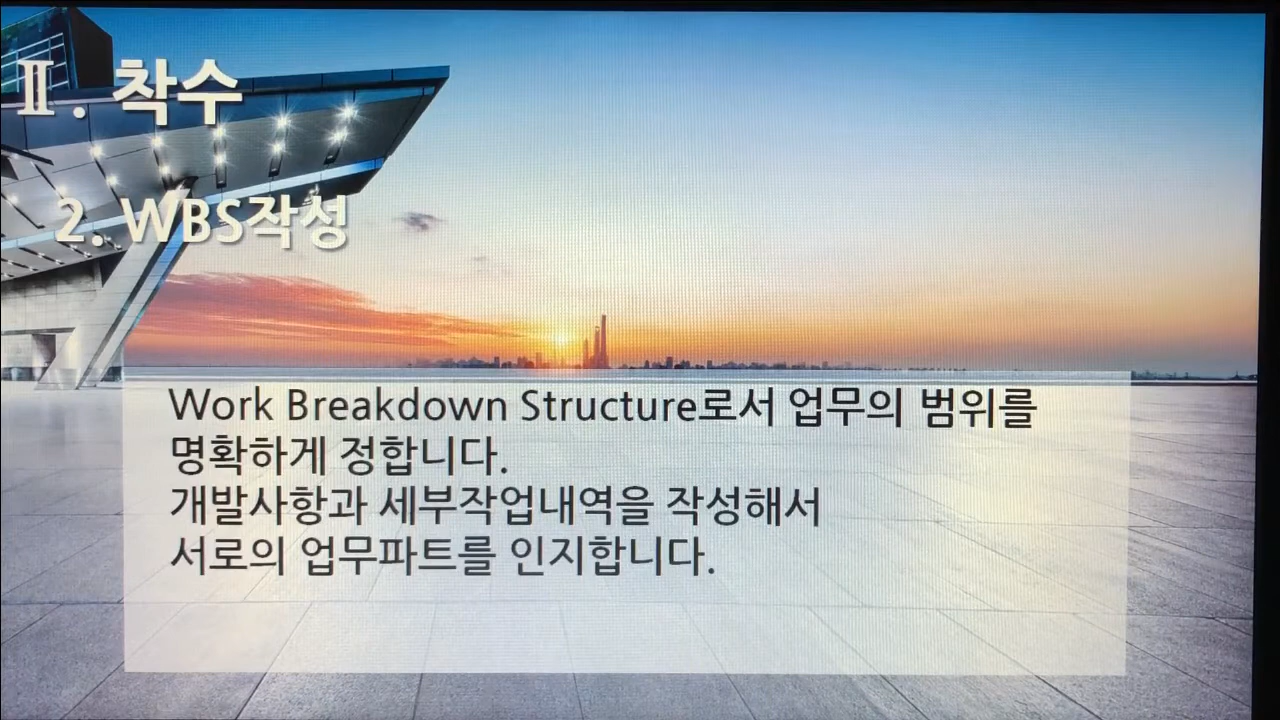 Ⅱ. 착수
2. WBS작성
Work Breakdown Structure로서 업무의 범위를
명확하게 정합니다.
개발사항과 세부작업내역을 작성해서
서로의 업무파트를 인지합니다.